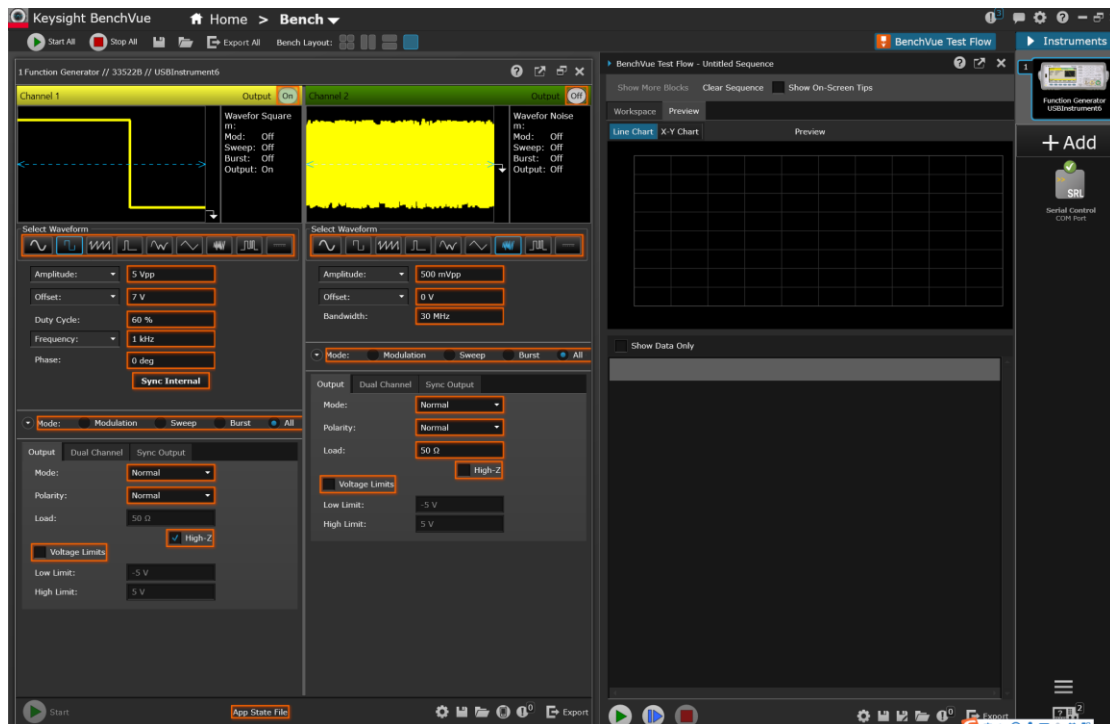 Keysight BenchVue Home > Bench
Start All Stop All Export All Bench Layout: BenchVue Test Flow Instruments
1 Function Generator // 33522B // USBInstrument6
Channel 1 Output On
Wavefor Square
m:
Mod: Off
Sweep: Off
Burst: Off
Output: On
Select Waveform
Amplitude: 5 Vpp
Offset: 7 V
Duty Cycle: 60 %
Frequency: 1 kHz
Phase: 0 deg
Sync Internal
Mode: Modulation Sweep Burst All
Output Dual Channel Sync Output
Mode: Normal
Polarity: Normal
Load: 50 Ω
High-Z
Voltage Limits
Low Limit: -5 V
High Limit: 5 V
Channel 2 Output Off
Wavefor Noise
m:
Mod: Off
Sweep: Off
Burst: Off
Output: Off
Select Waveform
Amplitude: 500 mVpp
Offset: 0 V
Bandwidth: 30 MHz
Mode: Modulation Sweep Burst All
Output Dual Channel Sync Output
Mode: Normal
Polarity: Normal
Load: 50 Ω
High-Z
Voltage Limits
Low Limit: -5 V
High Limit: 5 V
Start App State File 0 Export
BenchVue Test Flow - Untitled Sequence
Show More Blocks Clear Sequence Show On-Screen Tips
Workspace Preview
Line Chart X-Y Chart Preview
Show Data Only
0 Export
1
Function Generator
USBInstrument6
+ Add
SRL
Serial Control
COM Port
2